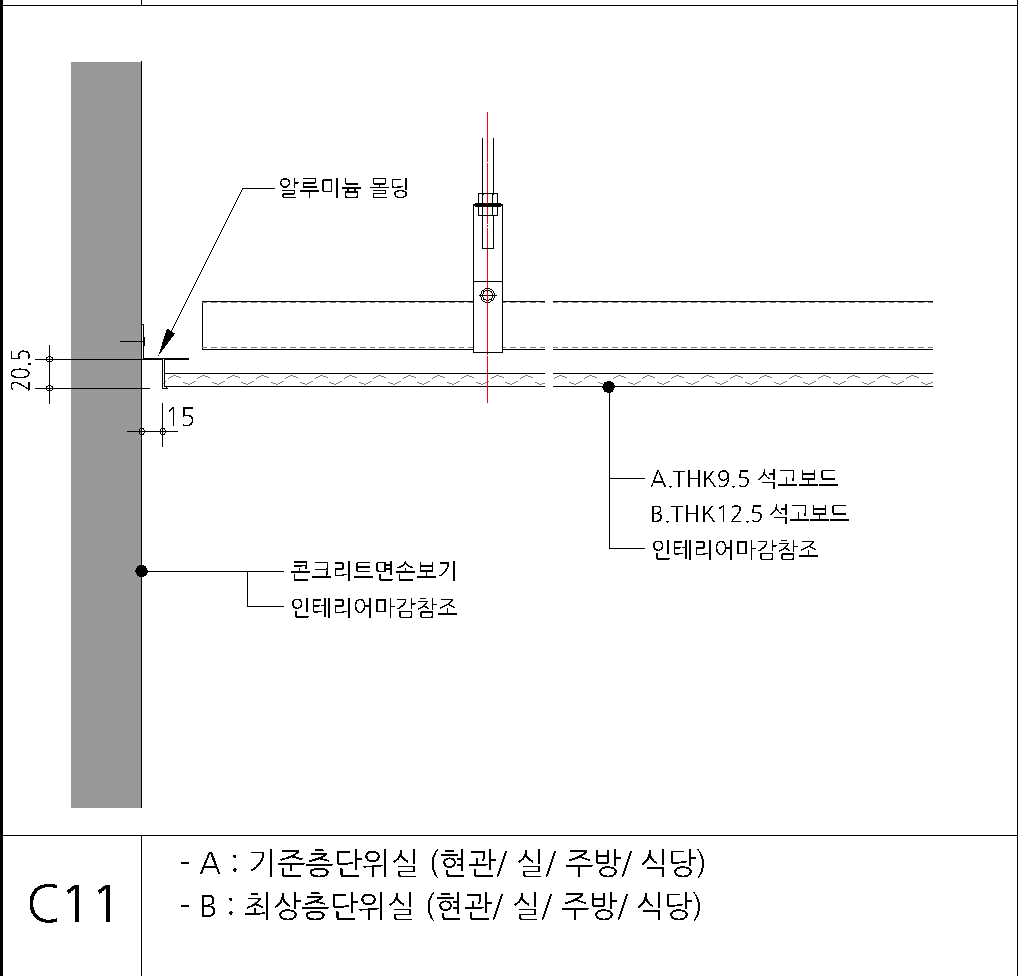 알루미늄 몰딩
20.5
15
A.THK9.5 석고보드
B.THK12.5 석고보드
인테리어마감참조
콘크리트면손보기
인테리어마감참조
C11
- A : 기준층단위실 (현관/ 실/ 주방/ 식당)
- B : 최상층단위실 (현관/ 실/ 주방/ 식당)